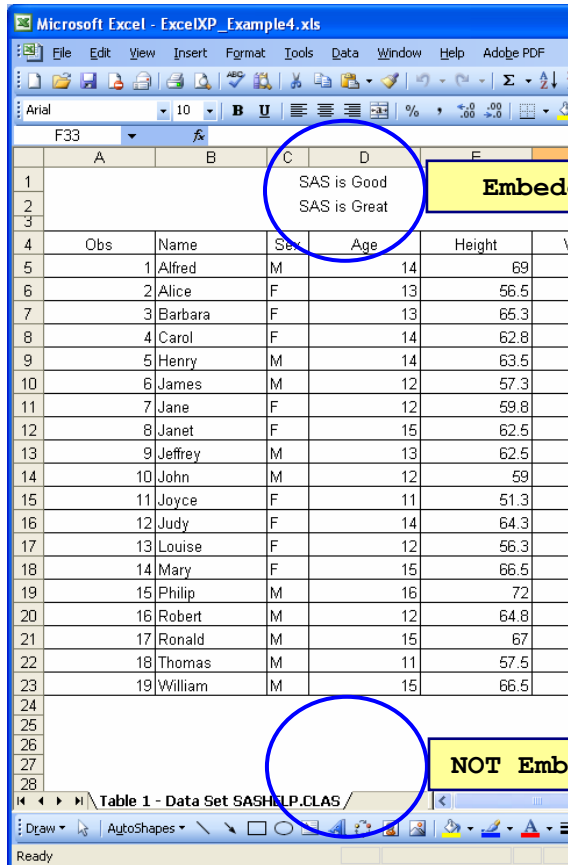 Microsoft Excel - ExcelXP_Example4.xls
File Edit View Insert Format Tools Data Window Help Adobe PDF
Arial 10 B U % ,
F33 fx
A B C D E
1 SAS is Good
2 SAS is Great
3
4 Obs Name Sex Age Height
5 1 Alfred M 14 69
6 2 Alice F 13 56.5
7 3 Barbara F 13 65.3
8 4 Carol F 14 62.8
9 5 Henry M 14 63.5
10 6 James M 12 57.3
11 7 Jane F 12 59.8
12 8 Janet F 15 62.5
13 9 Jeffrey M 13 62.5
14 10 John M 12 59
15 11 Joyce F 11 51.3
16 12 Judy F 14 64.3
17 13 Louise F 12 56.3
18 14 Mary F 15 66.5
19 15 Philip M 16 72
20 16 Robert M 12 64.8
21 17 Ronald M 15 67
22 18 Thomas M 11 57.5
23 19 William M 15 66.5
24
25
26
27
28
Embed
NOT Emb
Table 1 - Data Set SASHELP.CLAS
Draw AutoShapes
Ready